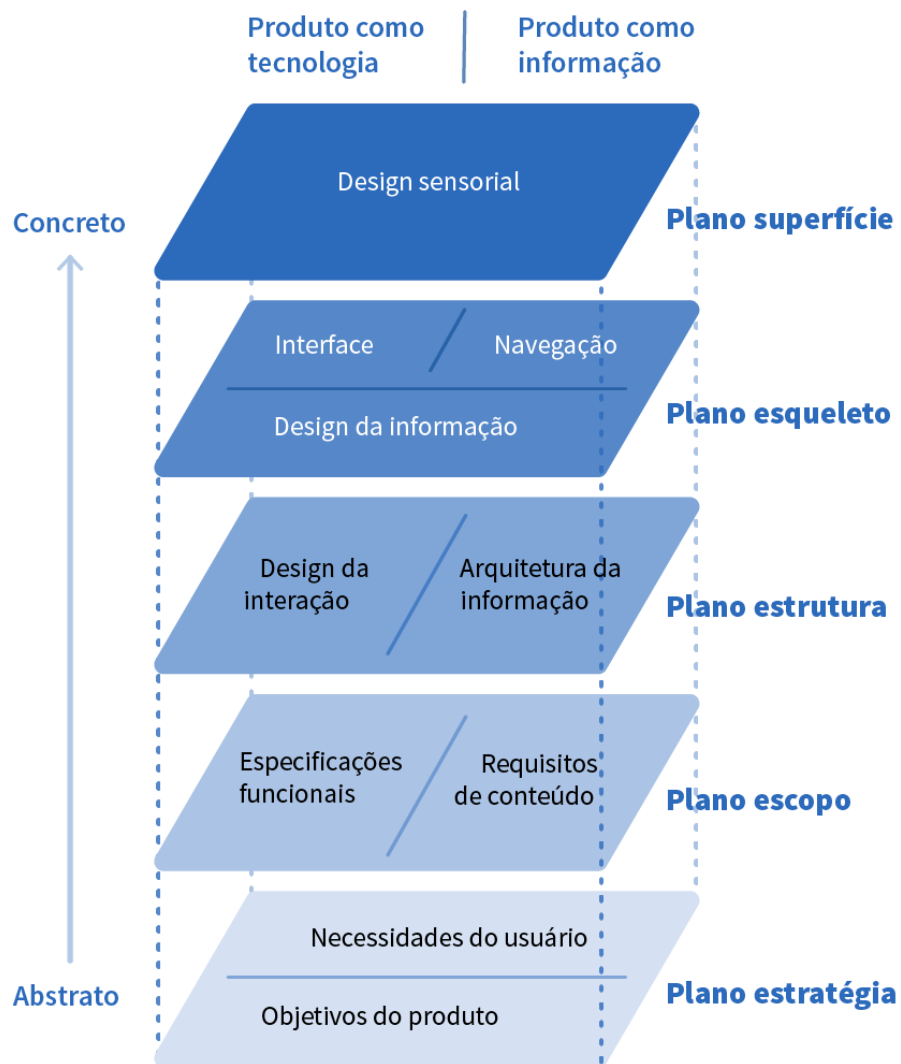 Produto como
tecnologia
Produto como
informação
Design sensorial
Concreto
Plano superfície
Interface
Navegação
Plano esqueleto
Design da informação
Design da
interação
Arquitetura da
informação
Plano estrutura
Especificações
funcionais
Requisitos
de conteúdo
Plano escopo
Necessidades do usuário
Abstrato
Plano estratégia
Objetivos do produto